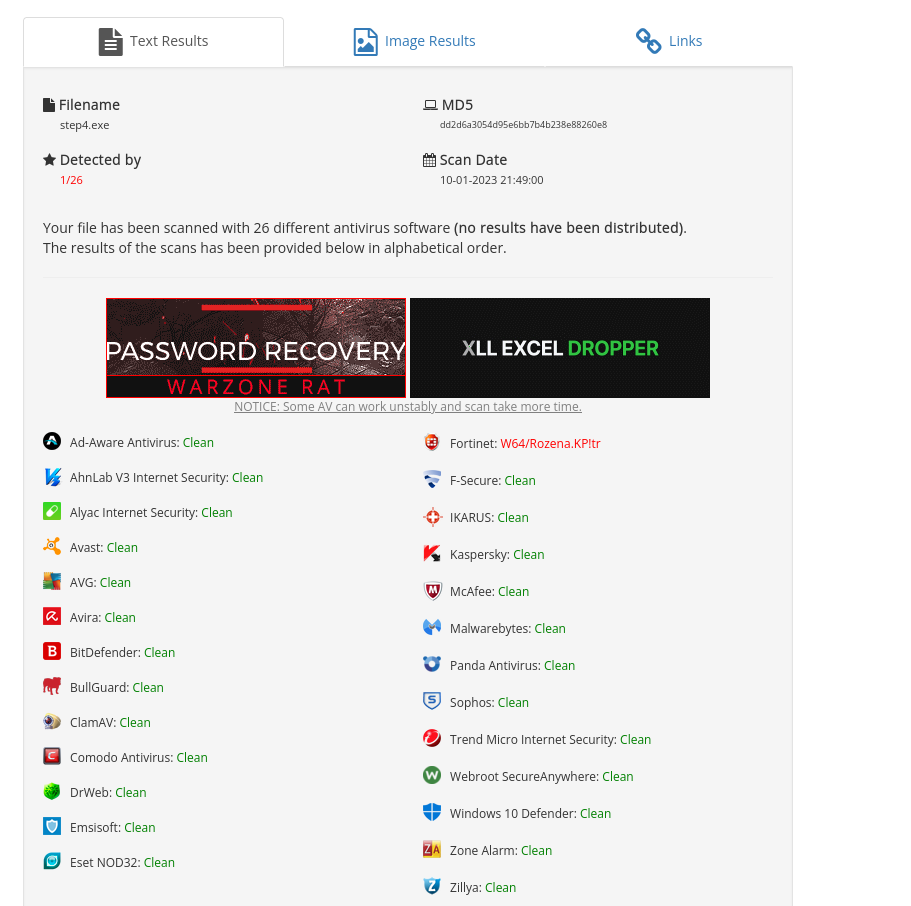 Text Results
Image Results
Links
Filename
step4.exe
MD5
dd2d6a3054d95e6bb7b4b238e88260e8
Detected by
1/26
Scan Date
10-01-2023 21:49:00
Your file has been scanned with 26 different antivirus software (no results have been distributed).
The results of the scans has been provided below in alphabetical order.
PASSWORD RECOVERY
WARZONE RAT
XLL EXCEL DROPPER
NOTICE: Some AV can work unstably and scan take more time.
Ad-Aware Antivirus: Clean
AhnLab V3 Internet Security: Clean
Alyac Internet Security: Clean
Avast: Clean
AVG: Clean
Avira: Clean
BitDefender: Clean
BullGuard: Clean
ClamAV: Clean
Comodo Antivirus: Clean
DrWeb: Clean
Emsisoft: Clean
Eset NOD32: Clean
Fortinet: W64/Rozena.KP!tr
F-Secure: Clean
IKARUS: Clean
Kaspersky: Clean
McAfee: Clean
Malwarebytes: Clean
Panda Antivirus: Clean
Sophos: Clean
Trend Micro Internet Security: Clean
Webroot SecureAnywhere: Clean
Windows 10 Defender: Clean
Zone Alarm: Clean
Zillya: Clean